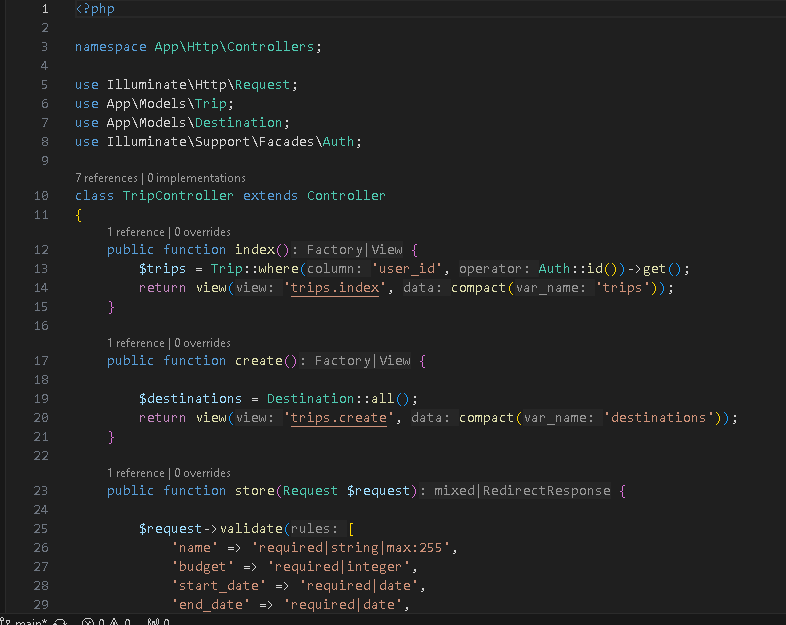 1 <?php
2
3 namespace App\Http\Controllers;
4
5 use Illuminate\Http\Request;
6 use App\Models\Trip;
7 use App\Models\Destination;
8 use Illuminate\Support\Facades\Auth;
9
7 references | 0 implementations
10 class TripController extends Controller
11 {
1 reference | 0 overrides
12 public function index(): Factory|View {
13 $trips = Trip::where(column: 'user_id', operator: Auth::id())->get();
14 return view(view: 'trips.index', data: compact(var_name: 'trips'));
15 }
16
1 reference | 0 overrides
17 public function create(): Factory|View {
18
19 $destinations = Destination::all();
20 return view(view: 'trips.create', data: compact(var_name: 'destinations'));
21 }
22
1 reference | 0 overrides
23 public function store(Request $request): mixed|RedirectResponse {
24
25 $request->validate(rules: [
26 'name' => 'required|string|max:255',
27 'budget' => 'required|integer',
28 'start_date' => 'required|date',
29 'end_date' => 'required|date',
main* 0 0 0